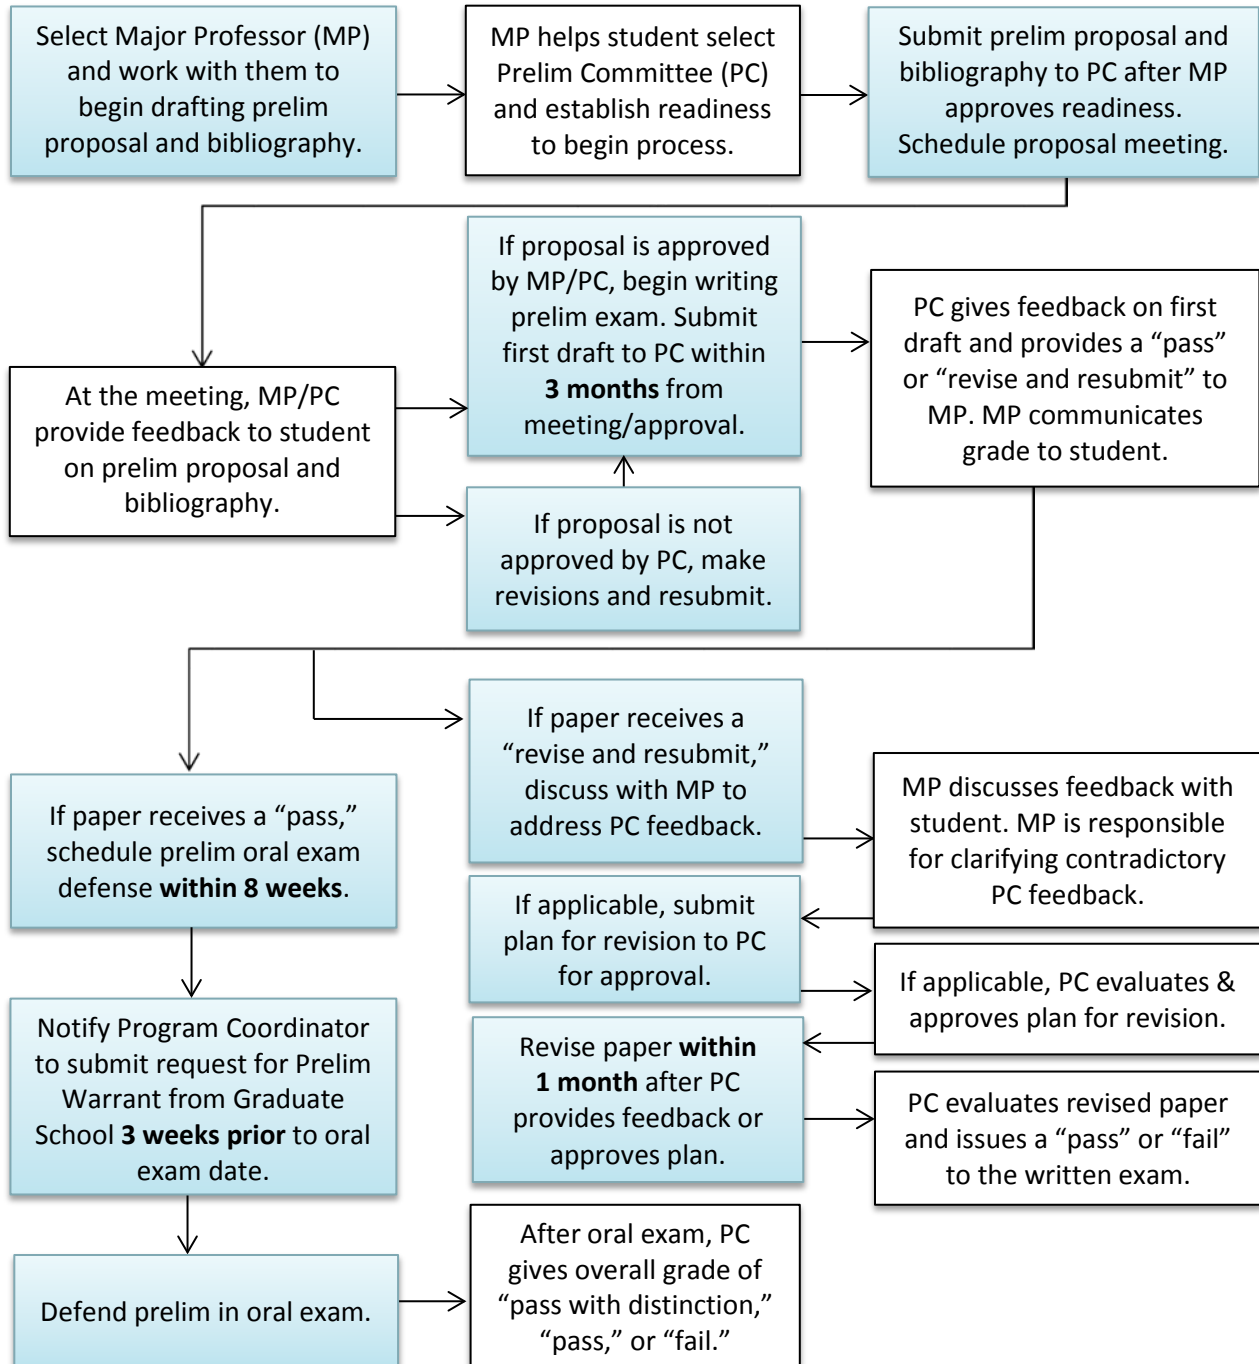 Select Major Professor (MP)
and work with them to
begin drafting prelim
proposal and bibliography.
MP helps student select
Prelim Committee (PC)
and establish readiness
to begin process.
Submit prelim proposal and
bibliography to PC after MP
approves readiness.
Schedule proposal meeting.
At the meeting, MP/PC
provide feedback to student
on prelim proposal and
bibliography.
If proposal is approved
by MP/PC, begin writing
prelim exam. Submit
first draft to PC within
3 months from
meeting/approval.
If proposal is not
approved by PC, make
revisions and resubmit.
PC gives feedback on first
draft and provides a “pass”
or “revise and resubmit” to
MP. MP communicates
grade to student.
If paper receives a “pass,”
schedule prelim oral exam
defense within 8 weeks.
If paper receives a
“revise and resubmit,”
discuss with MP to
address PC feedback.
MP discusses feedback with
student. MP is responsible
for clarifying contradictory
PC feedback.
If applicable, submit
plan for revision to PC
for approval.
If applicable, PC evaluates &
approves plan for revision.
Revise paper within
1 month after PC
provides feedback or
approves plan.
PC evaluates revised paper
and issues a “pass” or “fail”
to the written exam.
Notify Program Coordinator
to submit request for Prelim
Warrant from Graduate
School 3 weeks prior to oral
exam date.
Defend prelim in oral exam.
After oral exam, PC
gives overall grade of
“pass with distinction,”
“pass,” or “fail.”